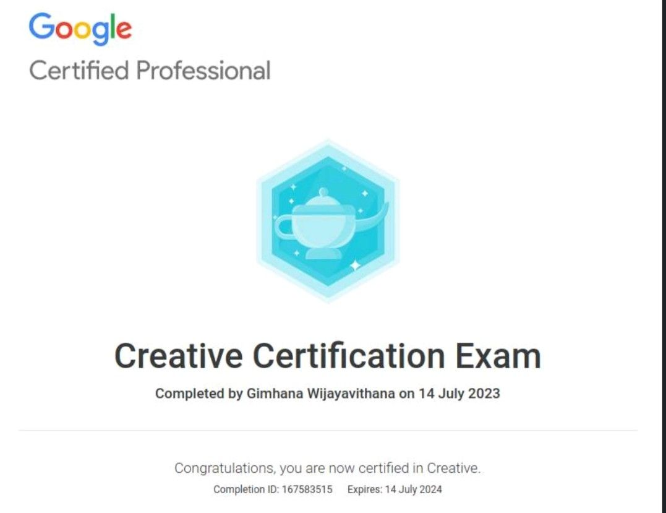 Google
Certified Professional
Creative Certification Exam
Completed by Gimhana Wijayavithana on 14 July 2023
Congratulations, you are now certified in Creative.
Completion ID: 167583515 Expires: 14 July 2024